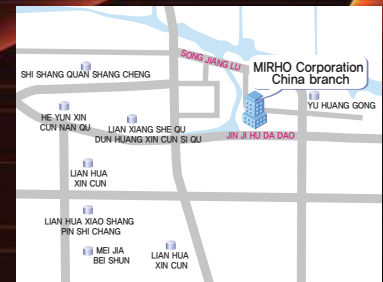 SONG JIANG LU
MIRHO Corporation
China branch
SHI SHANG QUAN SHANG CHENG
YU HUANG GONG
HE YUN XIN
CUN NAN QU
LIAN XIANG SHE QU
DUN HUANG XIN CUN SI QU
JIN JI HU DA DAO
LIAN HUA
XIN CUN
LIAN HUA XIAO SHANG
PIN SHI CHANG
MEI JIA
BEI SHUN
LIAN HUA
XIN CUN